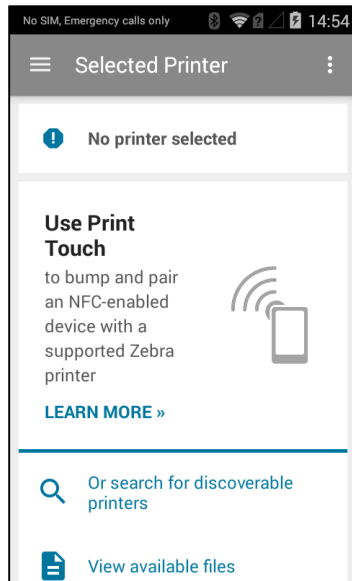 No SIM, Emergency calls only 14:54
Selected Printer
No printer selected
Use Print
Touch
to bump and pair
an NFC-enabled
device with a
supported Zebra
printer
LEARN MORE »
Or search for discoverable
printers
View available files